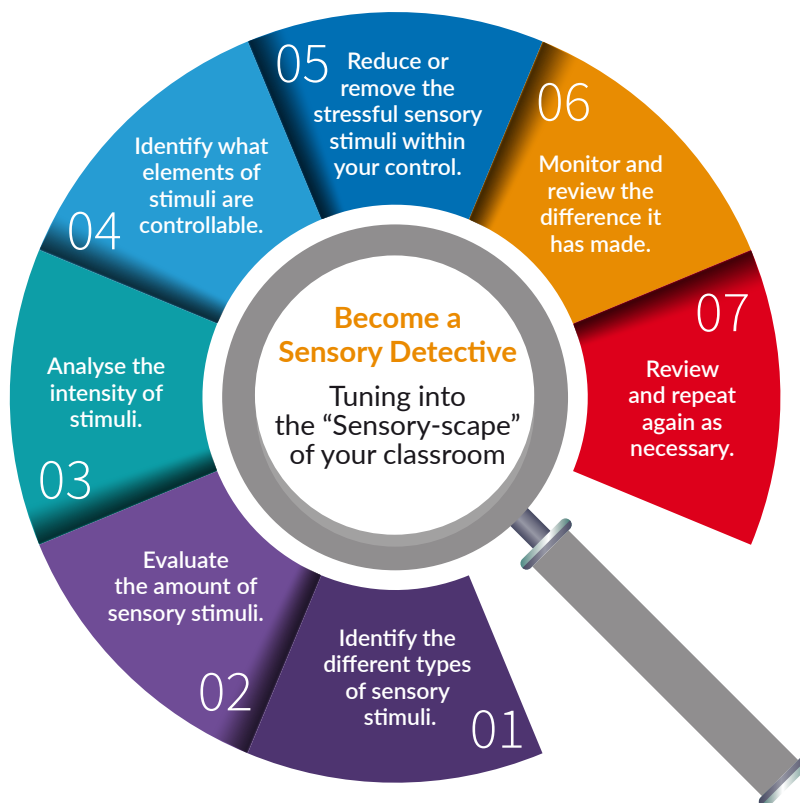 Become a
Sensory Detective
Tuning into
the “Sensory-scape”
of your classroom
01
Identify the
different types
of sensory
stimuli.
02
Evaluate
the amount of
sensory stimuli.
03
Analyse the
intensity of
stimuli.
04
Identify what
elements of
stimuli are
controllable.
05
Reduce or
remove the
stressful sensory
stimuli within
your control.
06
Monitor and
review the
difference it
has made.
07
Review
and repeat
again as
necessary.